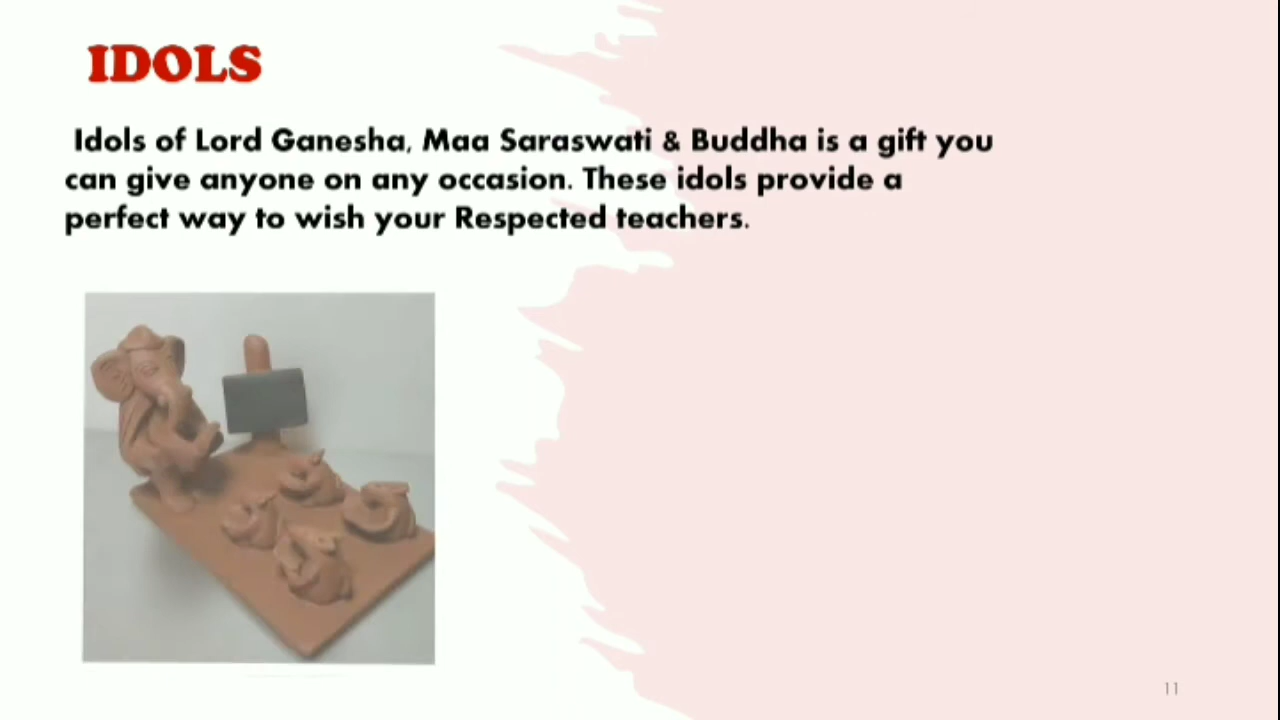 IDOLS
Idols of Lord Ganesha, Maa Saraswati & Buddha is a gift you
can give anyone on any occasion. These idols provide a
perfect way to wish your Respected teachers.
11